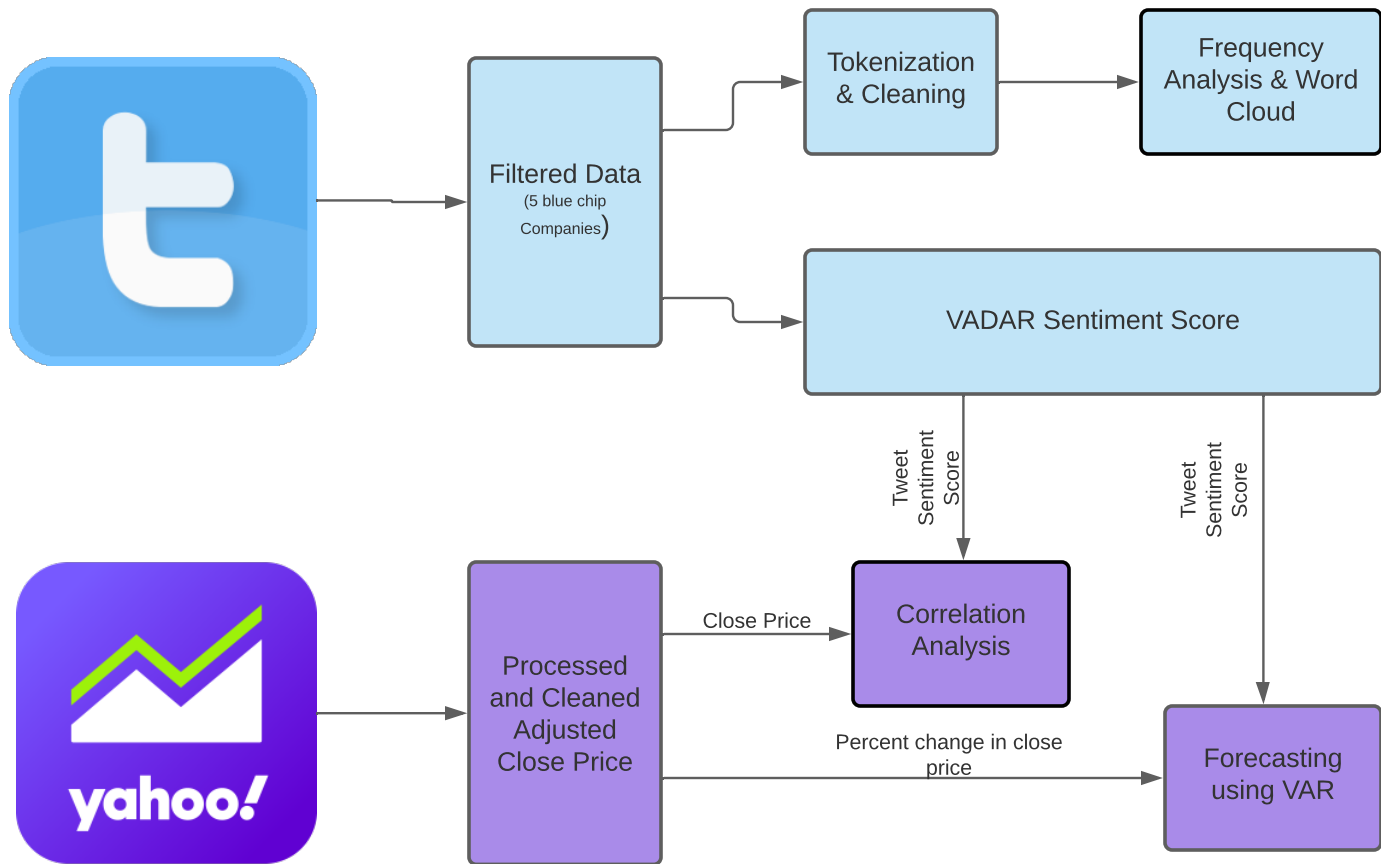 Tokenization
& Cleaning
Frequency
Analysis & Word
Cloud
t
Filtered Data
(5 blue chip
Companies)
VADAR Sentiment Score
Tweet
Sentiment
Score
Tweet
Sentiment
Score
yahoo!
Processed
and Cleaned
Adjusted
Close Price
Close Price
Correlation
Analysis
Percent change in close
price
Forecasting
using VAR